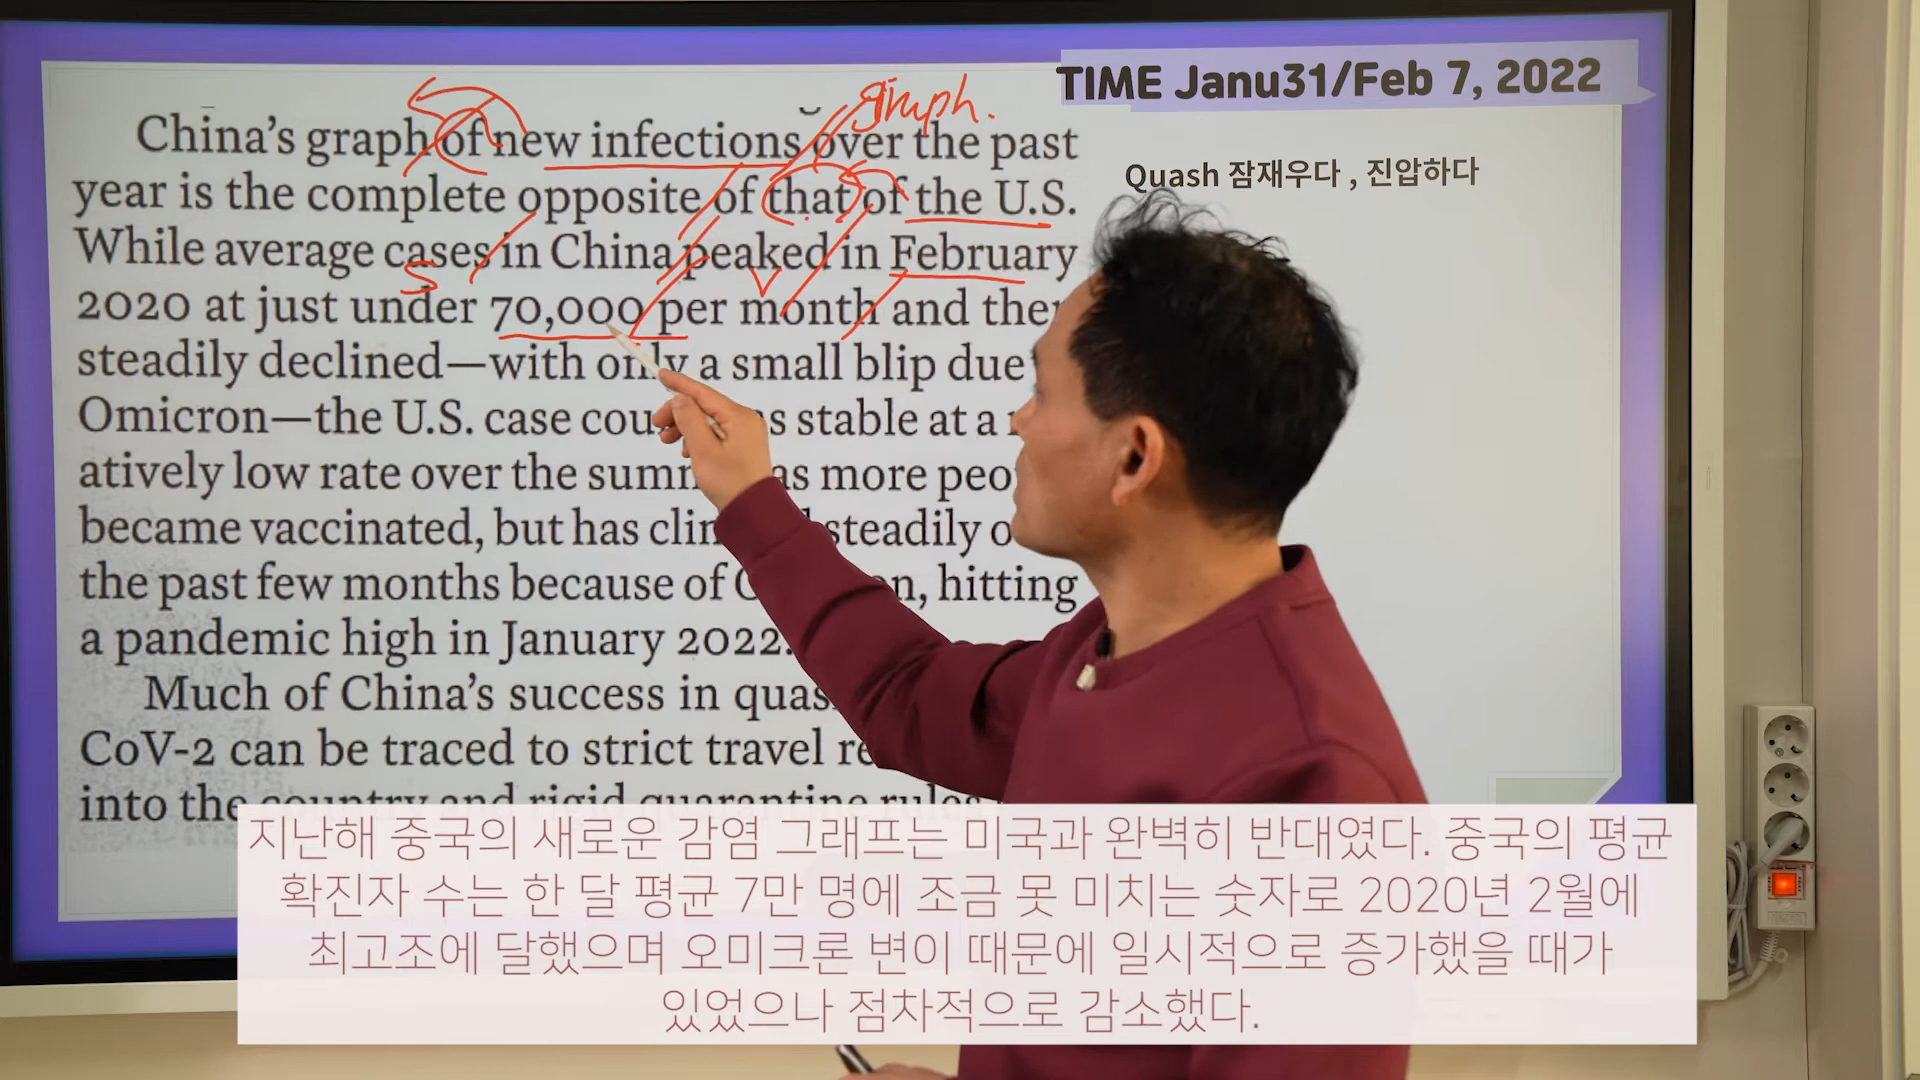 TIME Janu31/Feb 7, 2022
graph.
China's graph of new infections over the past
year is the complete opposite of that of the U.S.
While average cases in China peaked in February
S V
2020 at just under 70,000 per month and
steadily declined—with only a small blip due
Omicron—the U.S. case stable at a
atively low rate over the as more
became vaccinated, but has steadily
the past few months because of hitting
a pandemic high in January 2022.
Much of China's success in
CoV-2 can be traced to strict travel
into the country and rigid quarantine rules
Quash 잠재우다 , 진압하다
지난해 중국의 새로운 감염 그래프는 미국과 완벽히 반대였다. 중국의 평균
확진자 수는 한 달 평균 7만 명에 조금 못 미치는 숫자로 2020년 2월에
최고조에 달했으며 오미크론 변이 때문에 일시적으로 증가했을 때가
있었으나 점차적으로 감소했다.